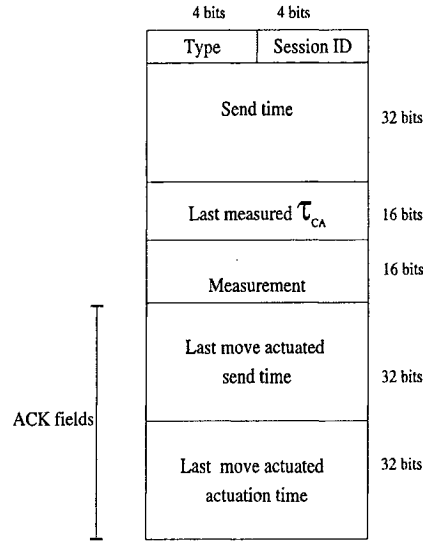 4 bits 4 bits
Type Session ID
Send time
32 bits
Last measured τCA
16 bits
16 bits
Measurement
Last move actuated
send time
32 bits
ACK fields
Last move actuated
actuation time
32 bits